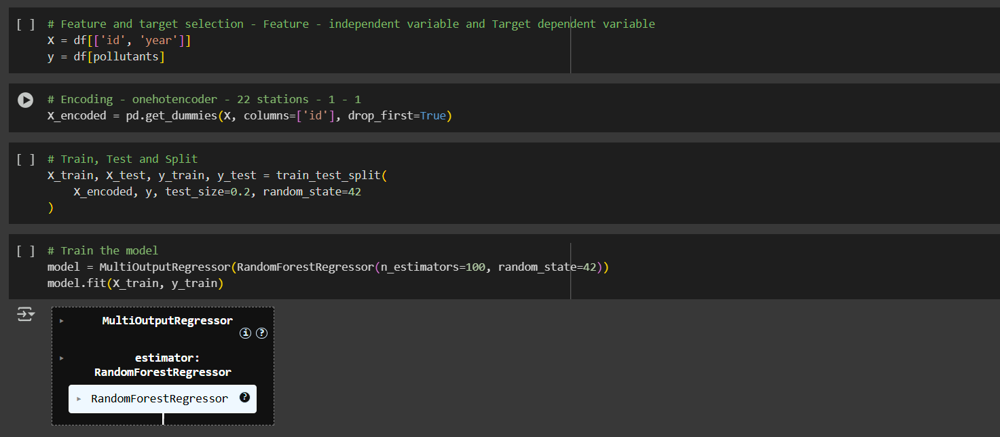 [ ] # Feature and target selection - Feature - independent variable and Target dependent variable
X = df[['id', 'year']]
y = df[pollutants]
# Encoding - onehotencoder - 22 stations - 1 - 1
X_encoded = pd.get_dummies(X, columns=['id'], drop_first=True)
[ ] # Train, Test and Split
X_train, X_test, y_train, y_test = train_test_split(
    X_encoded, y, test_size=0.2, random_state=42
)
[ ] # Train the model
model = MultiOutputRegressor(RandomForestRegressor(n_estimators=100, random_state=42))
model.fit(X_train, y_train)
MultiOutputRegressor
i ?
estimator:
RandomForestRegressor
RandomForestRegressor ?